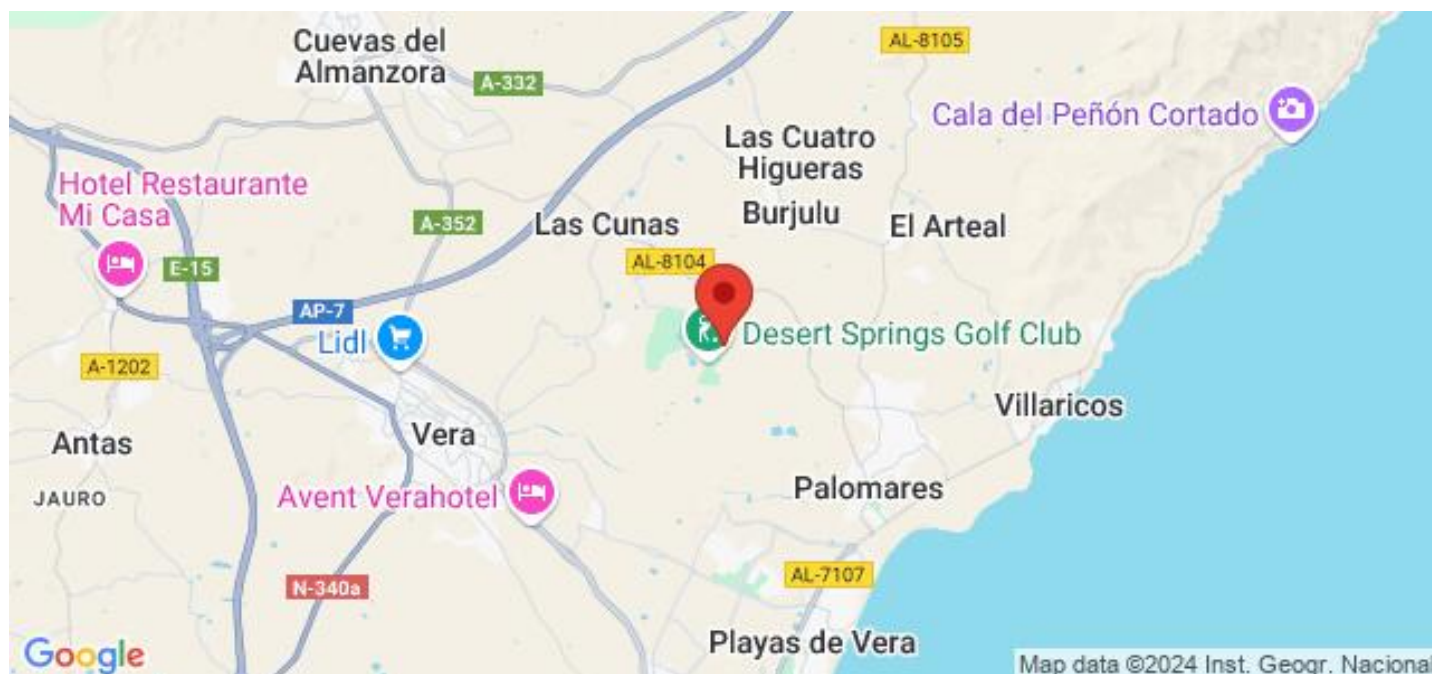 Cuevas del
Almanzora
AL-8105
A-332
Cala del Peñón Cortado
Las Cuatro
Higueras
Hotel Restaurante
Mi Casa
Burjulu
A-352
Las Cunas
El Arteal
E-15
AL-8104
AP-7
Lidl
Desert Springs Golf Club
A-1202
Villaricos
Antas
Vera
JAURO
Avent Verahotel
Palomares
N-340a
AL-7107
Playas de Vera
Google
Map data ©2024 Inst. Geogr. Nacional